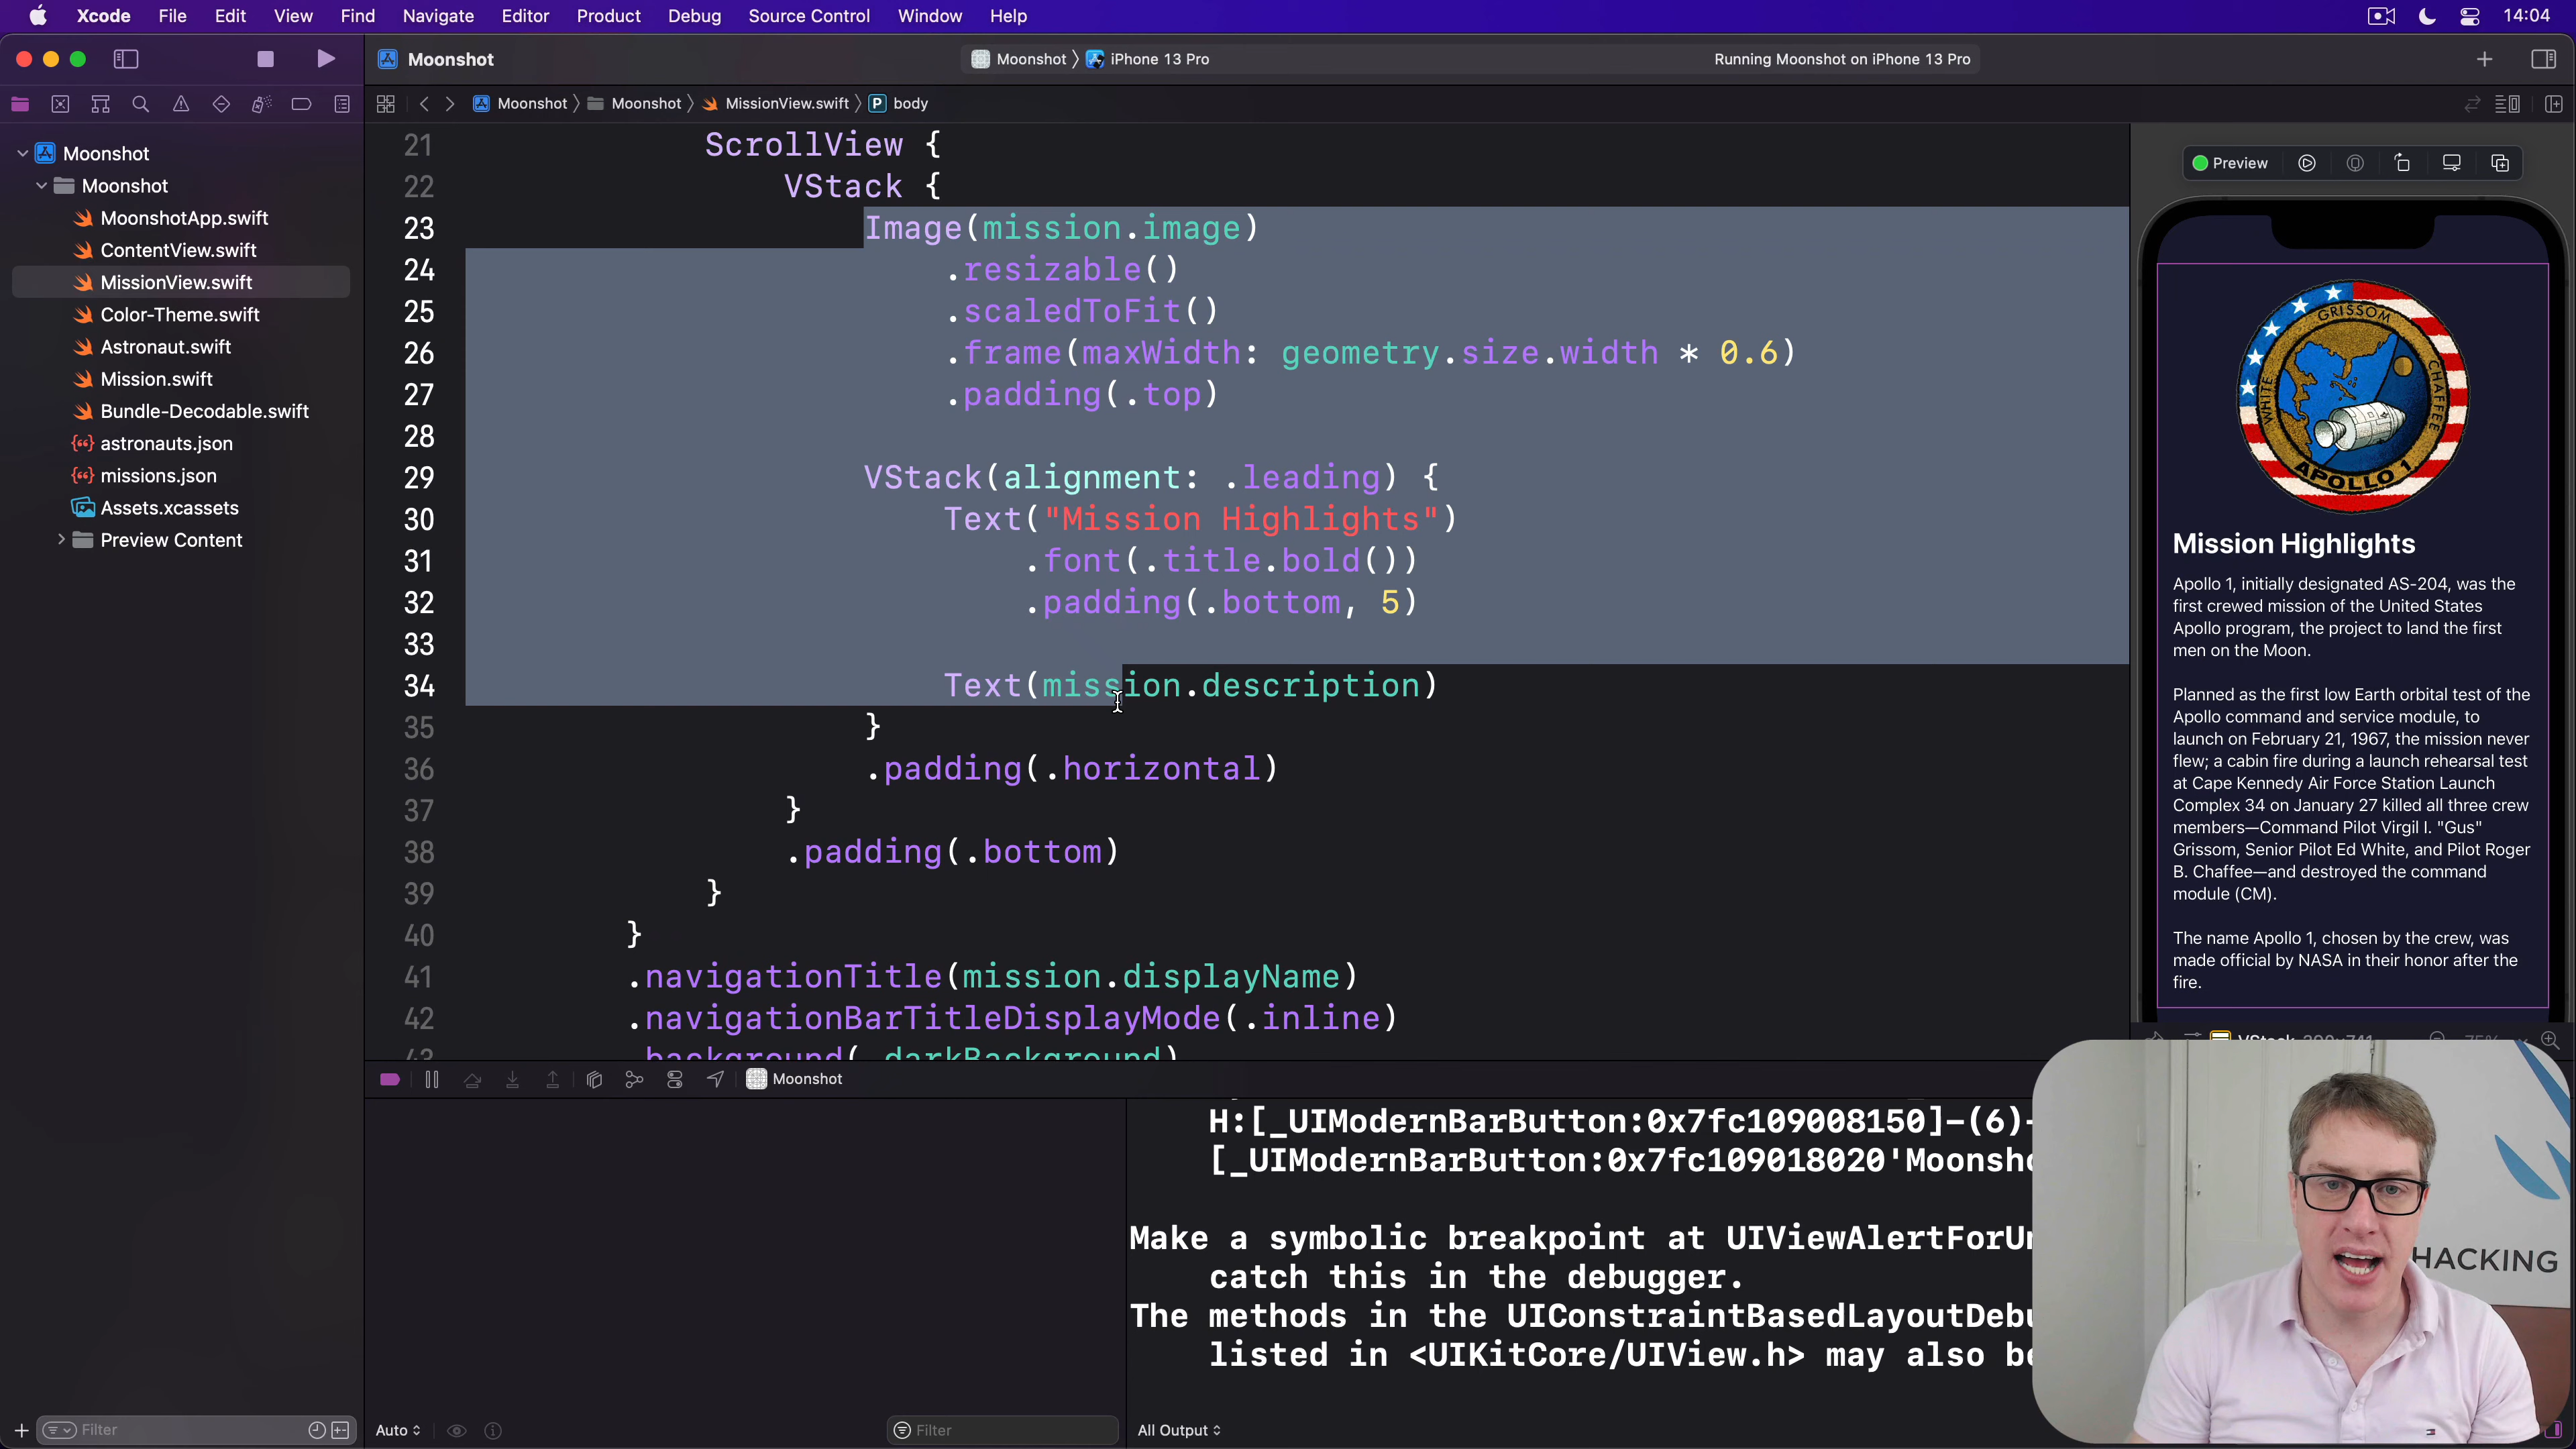 Xcode File Edit View Find Navigate Editor Product Debug Source Control Window Help 14:04
Moonshot
Moonshot iPhone 13 Pro
Running Moonshot on iPhone 13 Pro
Moonshot Moonshot MissionView.swift P body
Moonshot
Moonshot
MoonshotApp.swift
ContentView.swift
MissionView.swift
Color-Theme.swift
Astronaut.swift
Mission.swift
Bundle-Decodable.swift
astronauts.json
missions.json
Assets.xcassets
Preview Content
Filter
21 ScrollView {
22 VStack {
23 Image(mission.image)
24 .resizable()
25 .scaledToFit()
26 .frame(maxWidth: geometry.size.width * 0.6)
27 .padding(.top)
28
29 VStack(alignment: .leading) {
30 Text("Mission Highlights")
31 .font(.title.bold())
32 .padding(.bottom, 5)
33
34 Text(mission.description)
35 }
36 .padding(.horizontal)
37 }
38 .padding(.bottom)
39 }
40 }
41 .navigationTitle(mission.displayName)
42 .navigationBarTitleDisplayMode(.inline)
43 .background(.darkBackground)
Preview
GRISSOM
WHITE
CHAFFEE
APOLLO 1
Mission Highlights
Apollo 1, initially designated AS-204, was the
first crewed mission of the United States
Apollo program, the project to land the first
men on the Moon.
Planned as the first low Earth orbital test of the
Apollo command and service module, to
launch on February 21, 1967, the mission never
flew; a cabin fire during a launch rehearsal test
at Cape Kennedy Air Force Station Launch
Complex 34 on January 27 killed all three crew
members—Command Pilot Virgil I. "Gus"
Grissom, Senior Pilot Ed White, and Pilot Roger
B. Chaffee—and destroyed the command
module (CM).
The name Apollo 1, chosen by the crew, was
made official by NASA in their honor after the
fire.
Moonshot
H:[_UIModernBarButton:0x7fc109008150]-(6)-
[_UIModernBarButton:0x7fc109018020'Moonsho
Make a symbolic breakpoint at UIViewAlertForUn
catch this in the debugger.
The methods in the UIConstraintBasedLayoutDebu
listed in <UIKitCore/UIView.h> may also be
HACKING
Auto
Filter
All Output